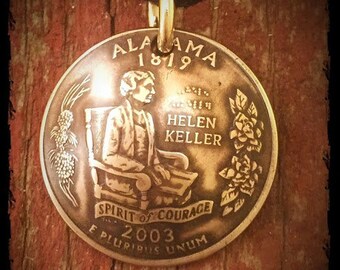 ALABAMA
1819
HELEN
KELLER
SPIRIT of COURAGE
2003
E PLURIBUS UNUM